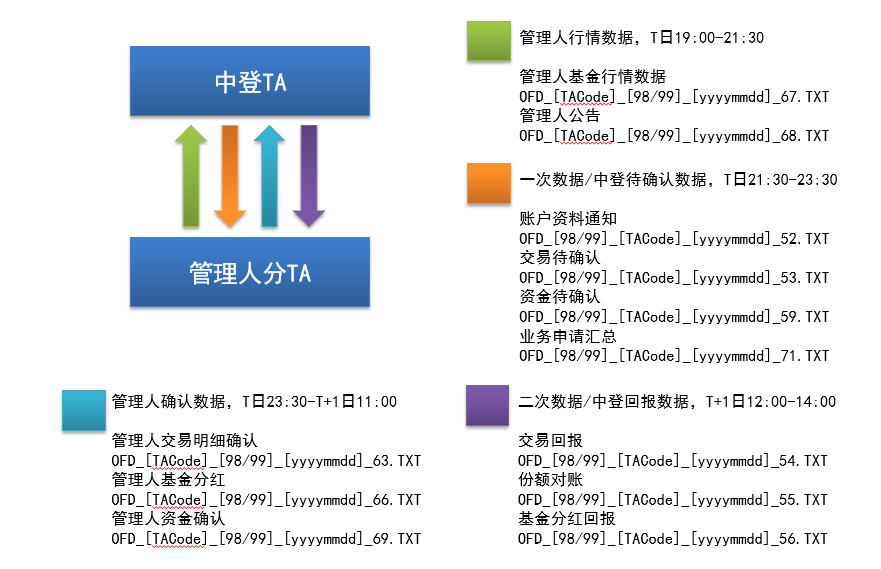 中登TA
管理人分TA
管理人行情数据，T日19:00-21:30
管理人基金行情数据
OFD_[TACode]_[98/99]_[yyyymmdd]_67.TXT
管理人公告
OFD_[TACode]_[98/99]_[yyyymmdd]_68.TXT
一次数据/中登待确认数据，T日21:30-23:30
账户资料通知
OFD_[98/99]_[TACode]_[yyyymmdd]_52.TXT
交易待确认
OFD_[98/99]_[TACode]_[yyyymmdd]_53.TXT
资金待确认
OFD_[98/99]_[TACode]_[yyyymmdd]_59.TXT
业务申请汇总
OFD_[98/99]_[TACode]_[yyyymmdd]_71.TXT
管理人确认数据，T日23:30-T+1日11:00
管理人交易明细确认
OFD_[TACode]_[98/99]_[yyyymmdd]_63.TXT
管理人基金分红
OFD_[TACode]_[98/99]_[yyyymmdd]_66.TXT
管理人资金确认
OFD_[TACode]_[98/99]_[yyyymmdd]_69.TXT
二次数据/中登回报数据，T+1日12:00-14:00
交易回报
OFD_[98/99]_[TACode]_[yyyymmdd]_54.TXT
份额对账
OFD_[98/99]_[TACode]_[yyyymmdd]_55.TXT
基金分红回报
OFD_[98/99]_[TACode]_[yyyymmdd]_56.TXT